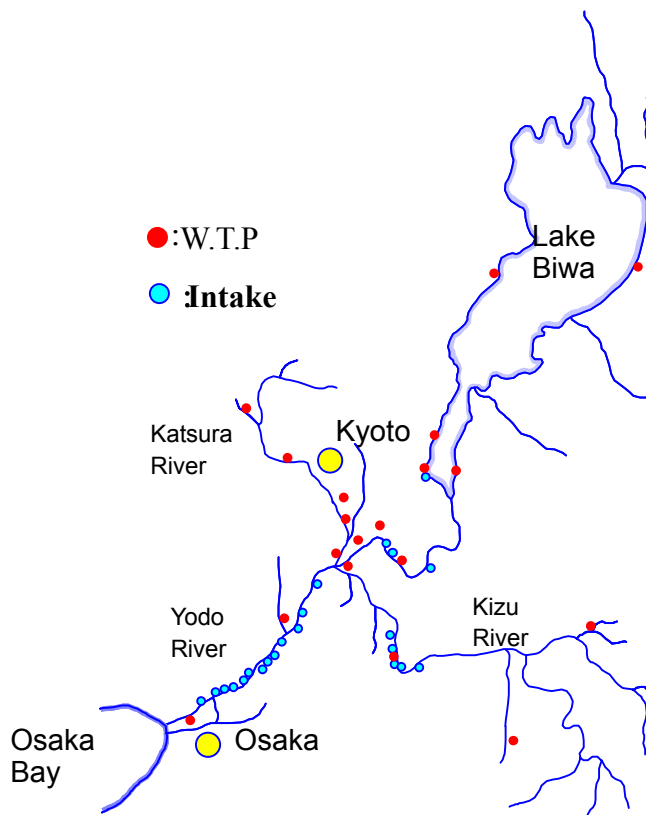 :W.T.P
:Intake
Lake
Biwa
Kyoto
Katsura
River
Yodo
River
Kizu
River
Osaka
Bay
Osaka